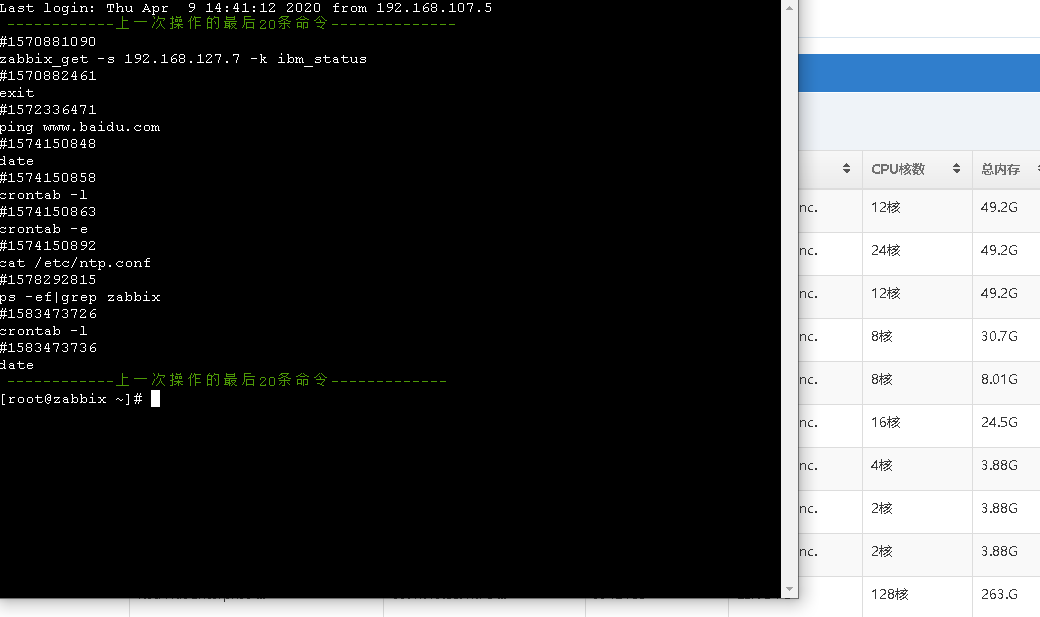 Last login: Thu Apr  9 14:41:12 2020 from 192.168.107.5
------------上一次操作的最后20条命令--------------
#1570881090
zabbix_get -s 192.168.127.7 -k ibm_status
#1570882461
exit
#1572336471
ping www.baidu.com
#1574150848
date
#1574150858
crontab -l
#1574150863
crontab -e
#1574150892
cat /etc/ntp.conf
#1578292815
ps -ef|grep zabbix
#1583473726
crontab -l
#1583473736
date
------------上一次操作的最后20条命令-------------
[root@zabbix ~]#
CPU核数 总内存
nc. 12核 49.2G
nc. 24核 49.2G
nc. 12核 49.2G
nc. 8核 30.7G
nc. 8核 8.01G
nc. 16核 24.5G
nc. 4核 3.88G
nc. 2核 3.88G
nc. 2核 3.88G
128核 263.G